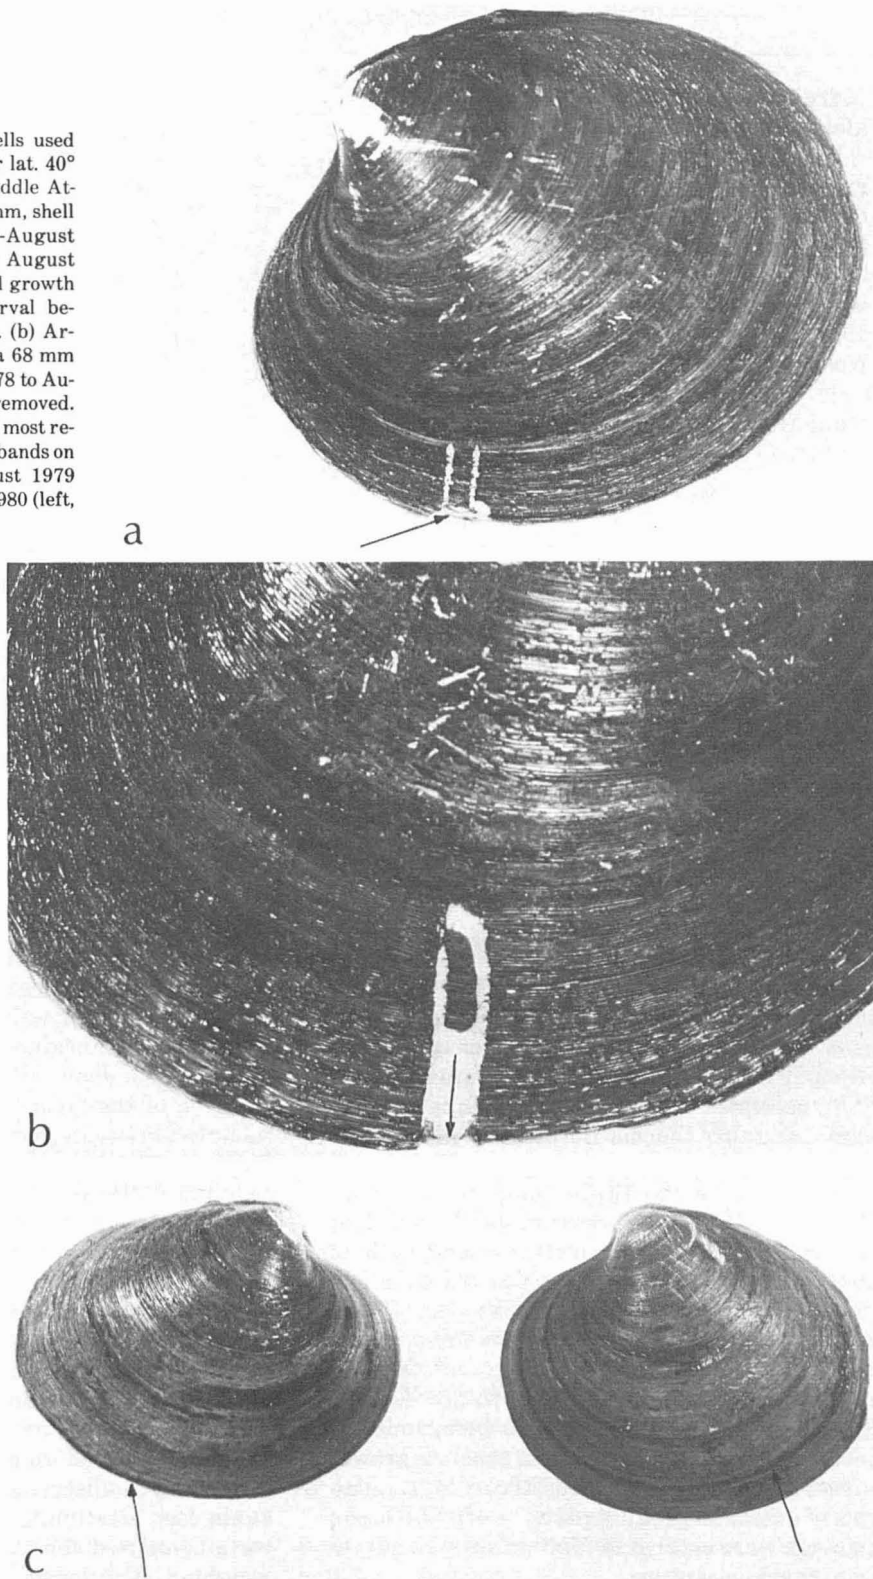 ells used
r lat. 40°
ddle At-
nm, shell
-August
August
l growth
rval be-
. (b) Ar-
a 68 mm
78 to Au-
removed.
most re-
bands on
ust 1979
980 (left,
a
b
c